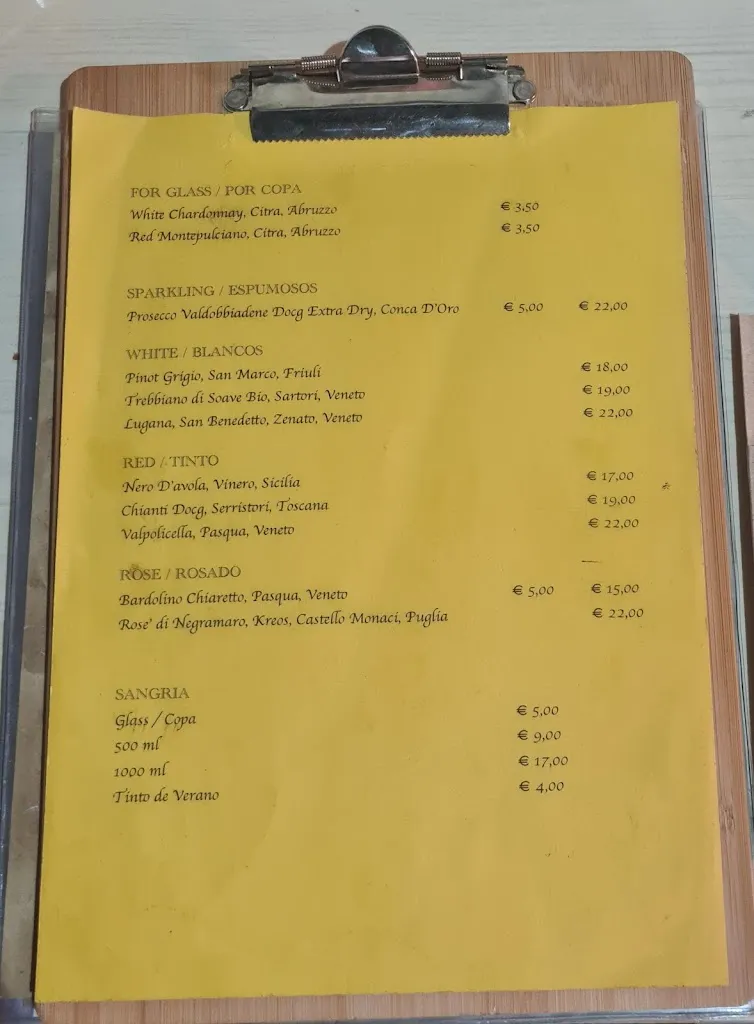 FOR GLASS / POR COPA
White Chardonnay, Citra, Abruzzo € 3,50
Red Montepulciano, Citra, Abruzzo € 3,50
SPARKLING / ESPUMOSOS
Prosecco Valdobbiadene Docg Extra Dry, Conca D'Oro € 5,00 € 22,00
WHITE / BLANCOS
Pinot Grigio, San Marco, Friuli € 18,00
Trebbiano di Soave Bio, Sartori, Veneto € 19,00
Lugana, San Benedetto, Zenato, Veneto € 22,00
RED / TINTO
Nero D'avola, Vinero, Sicilia € 17,00
Chianti Docg, Serristori, Toscana € 19,00
Valpolicella, Pasqua, Veneto € 22,00
ROSE / ROSADO
Bardolino Chiaretto, Pasqua, Veneto € 5,00 € 15,00
Rose' di Negramaro, Kreos, Castello Monaci, Puglia € 22,00
SANGRIA
Glass / Copa € 5,00
500 ml € 9,00
1000 ml € 17,00
Tinto de Verano € 4,00